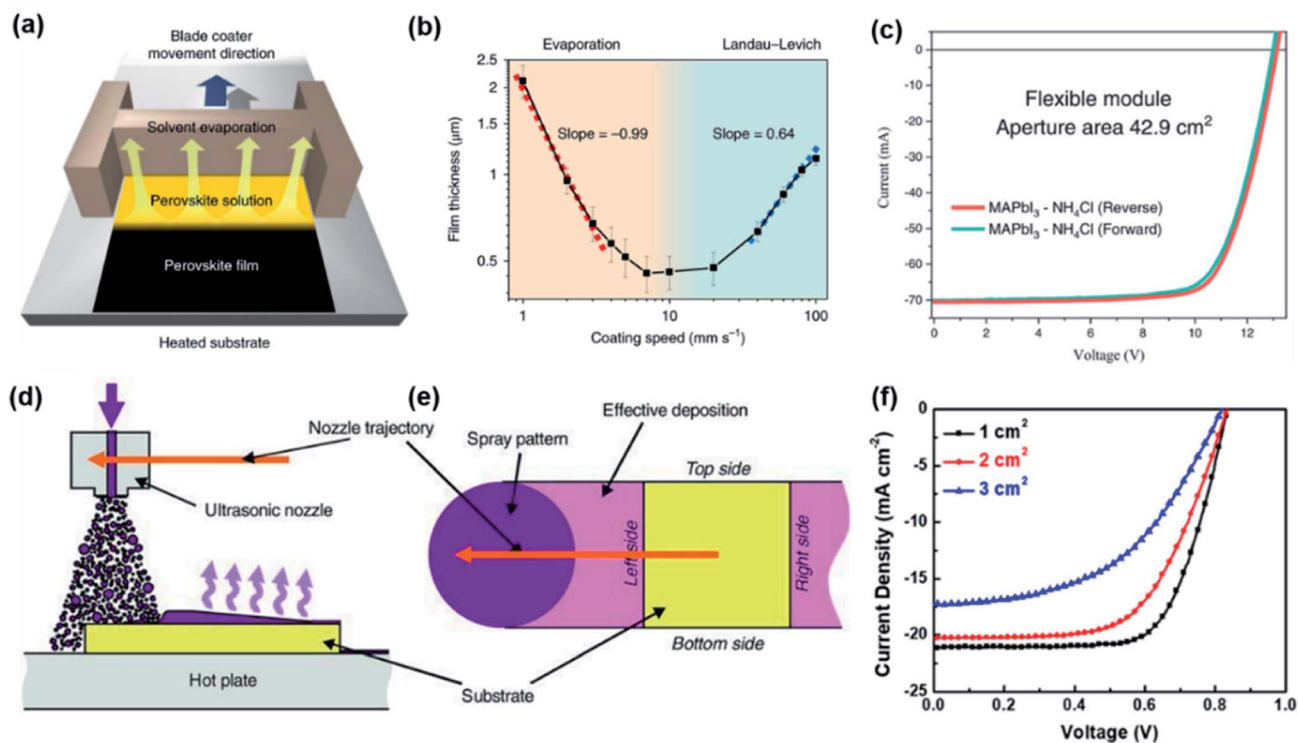 (a)
Blade coater
movement direction
Solvent evaporation
Perovskite solution
Perovskite film
Heated substrate
(b)
Evaporation
Landau–Levich
2.5
2
1.5
1
0.5
Slope = –0.99
Slope = 0.64
Film thickness (µm)
1
10
100
Coating speed (mm s⁻¹)
(c)
0
-10
-20
-30
-40
-50
-60
-70
Current (mA)
Flexible module
Aperture area 42.9 cm²
MAPbI₃ - NH₄Cl (Reverse)
MAPbI₃ - NH₄Cl (Forward)
0
2
4
6
8
10
12
Voltage (V)
(d)
Nozzle trajectory
Ultrasonic nozzle
Hot plate
Substrate
(e)
Effective deposition
Spray pattern
Top side
Left side
Right side
Bottom side
(f)
0
-5
-10
-15
-20
-25
Current Density (mA cm⁻²)
1 cm²
2 cm²
3 cm²
0.0
0.2
0.4
0.6
0.8
1.0
Voltage (V)